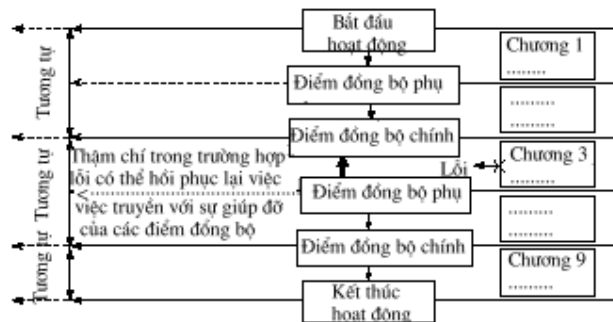 Bắt đầu
hoạt động
Chương 1
........
Điểm đồng bộ phụ
Tương tự
.........
.........
Điểm đồng bộ chính
Thậm chí trong trường hợp
lỗi có thể hồi phục lại việc
việc truyền với sự giúp đỡ
của các điểm đồng bộ
Tương tự
Lỗi
Chương 3
.........
Điểm đồng bộ phụ
.........
.........
Điểm đồng bộ chính
Tương tự
Chương 9
.........
.........
Kết thúc
hoạt động